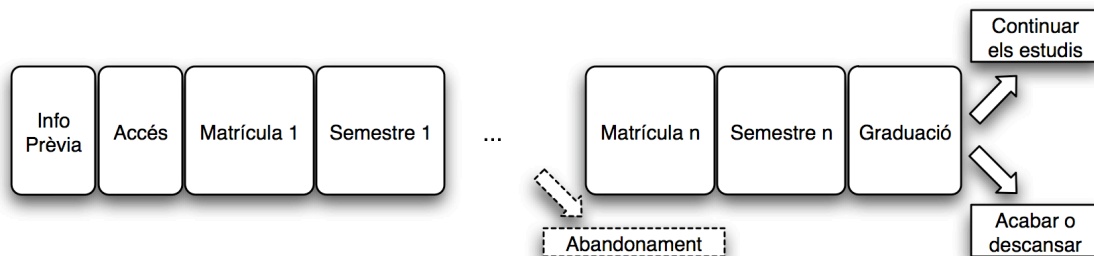 Info
Prèvia
Accés
Matrícula 1
Semestre 1
...
Matrícula n
Semestre n
Graduació
Continuar
els estudis
Abandonament
Acabar o
descansar